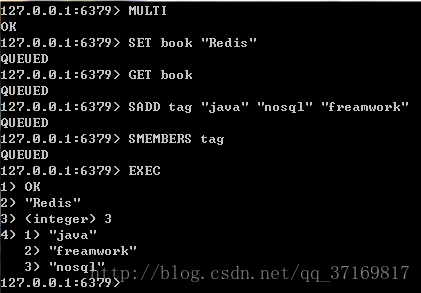 127.0.0.1:6379> MULTI
OK
127.0.0.1:6379> SET book "Redis"
QUEUED
127.0.0.1:6379> GET book
QUEUED
127.0.0.1:6379> SADD tag "java" "nosql" "freamwork"
QUEUED
127.0.0.1:6379> SMEMBERS tag
QUEUED
127.0.0.1:6379> EXEC
1) OK
2) "Redis"
3) (integer) 3
4) 1) "java"
   2) "freamwork"
   3) "nosql"
http://blog.csdn.net/qq_37169817
127.0.0.1:6379>